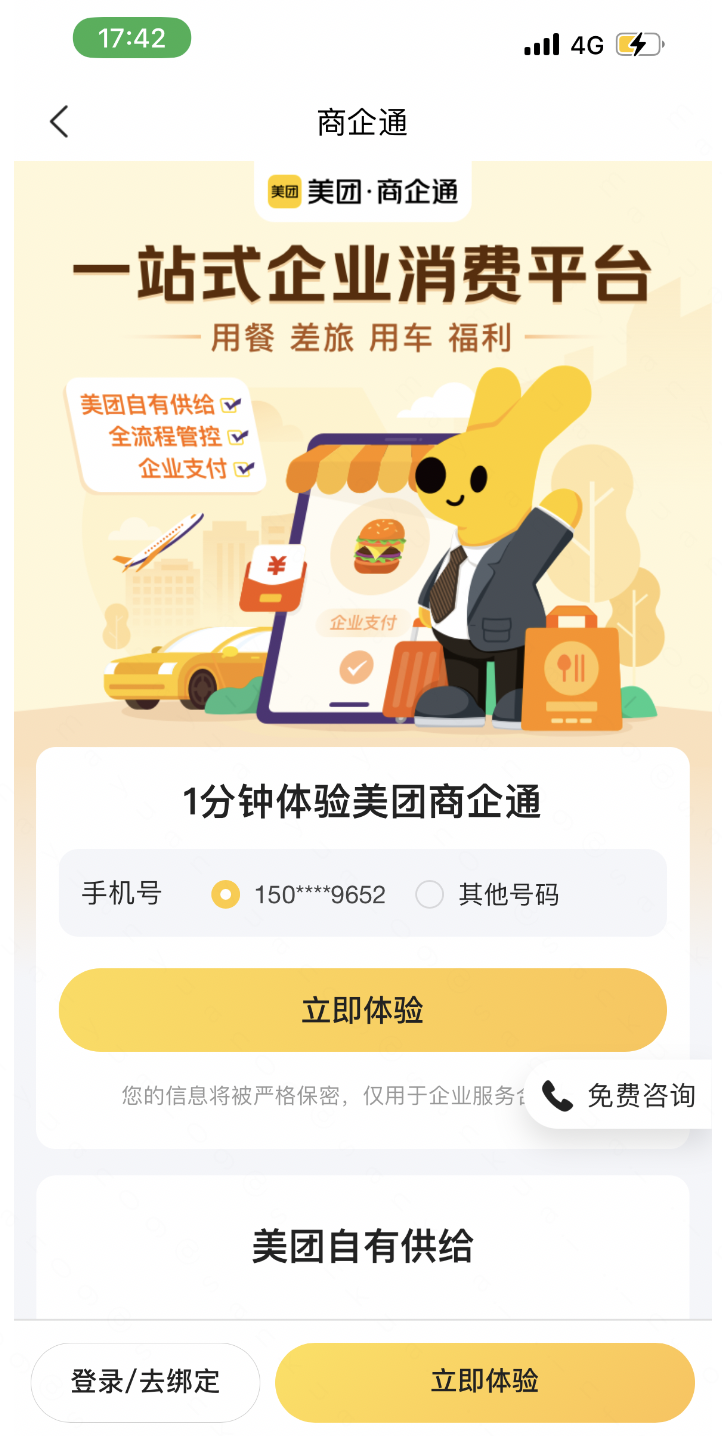 17:42
4G
商企通
美团 美团·商企通
一站式企业消费平台
用餐 差旅 用车 福利
美团自有供给
全流程管控
企业支付
¥
企业支付
1分钟体验美团商企通
手机号 150****9652 其他号码
立即体验
您的信息将被严格保密，仅用于企业服务
免费咨询
美团自有供给
登录/去绑定 立即体验